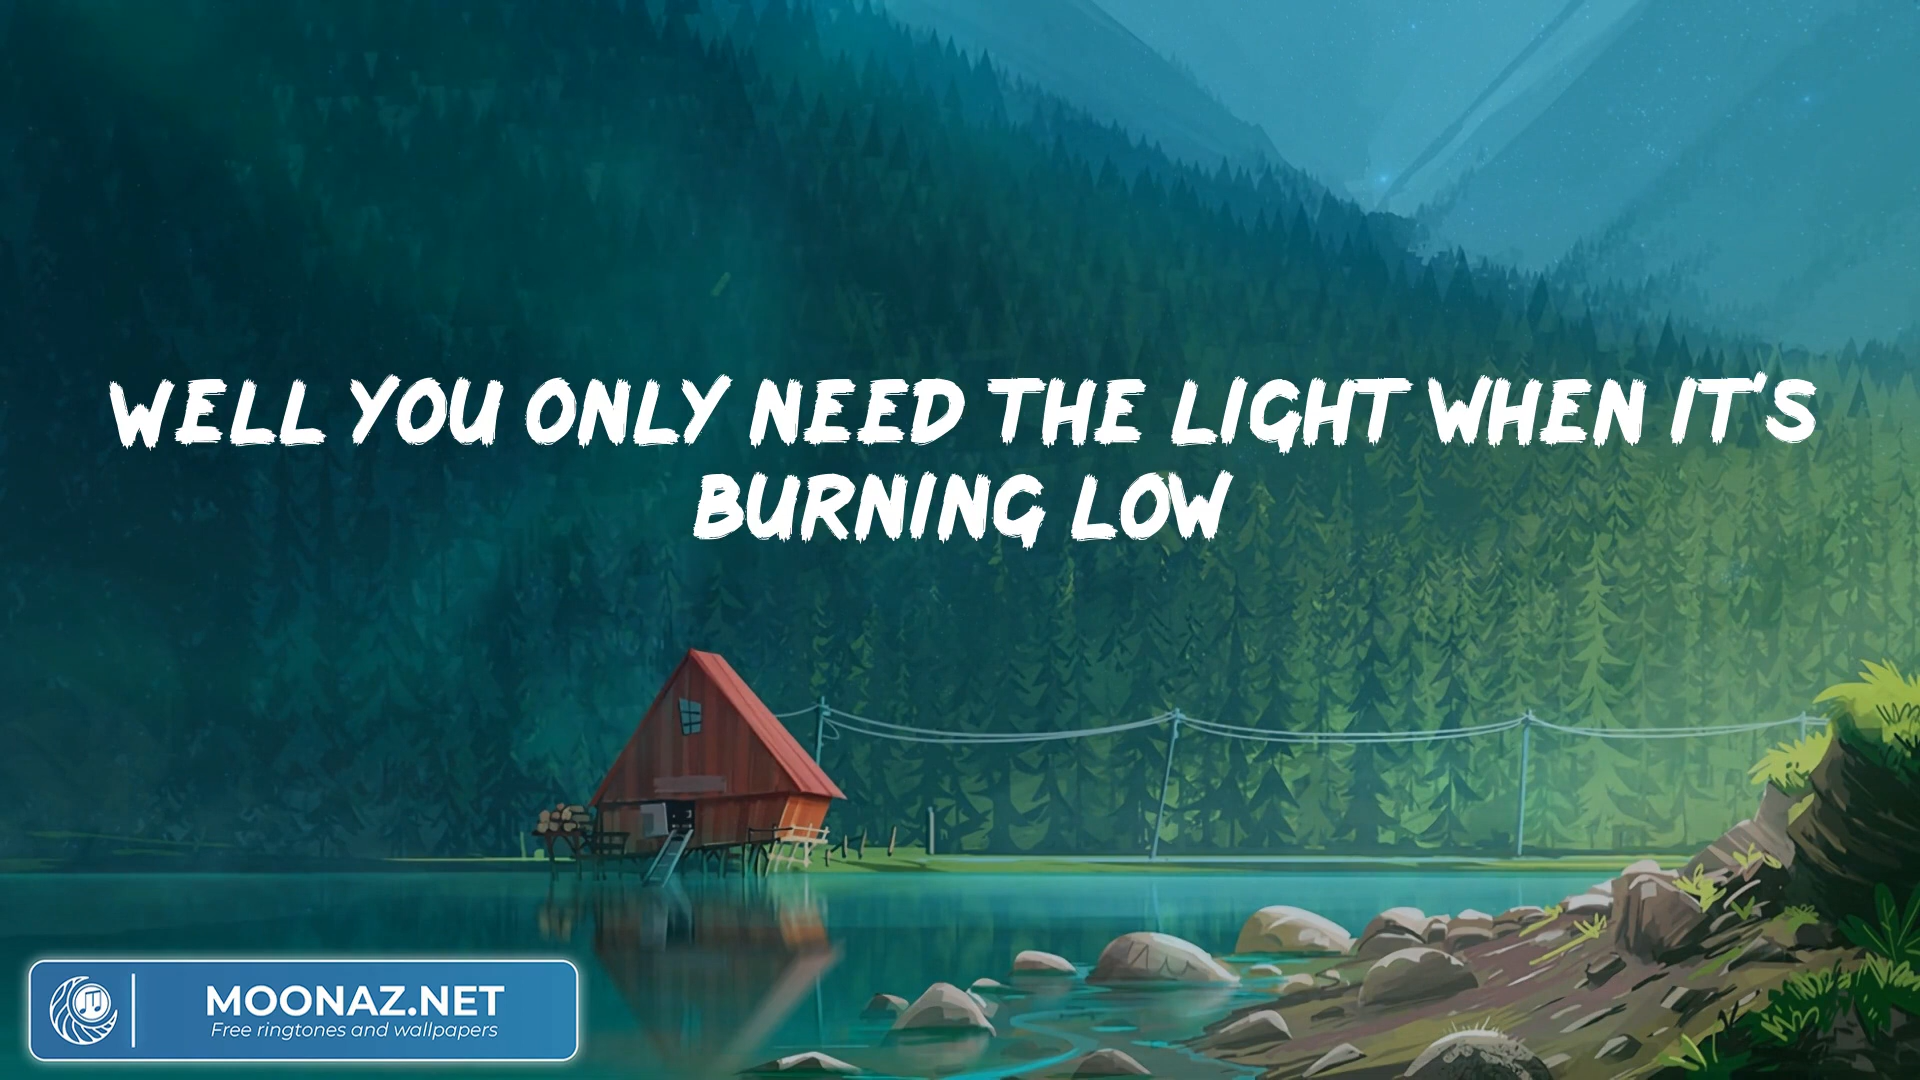 WELL YOU ONLY NEED THE LIGHT WHEN IT'S
BURNING LOW
MOONAZ.NET
Free ringtones and wallpapers